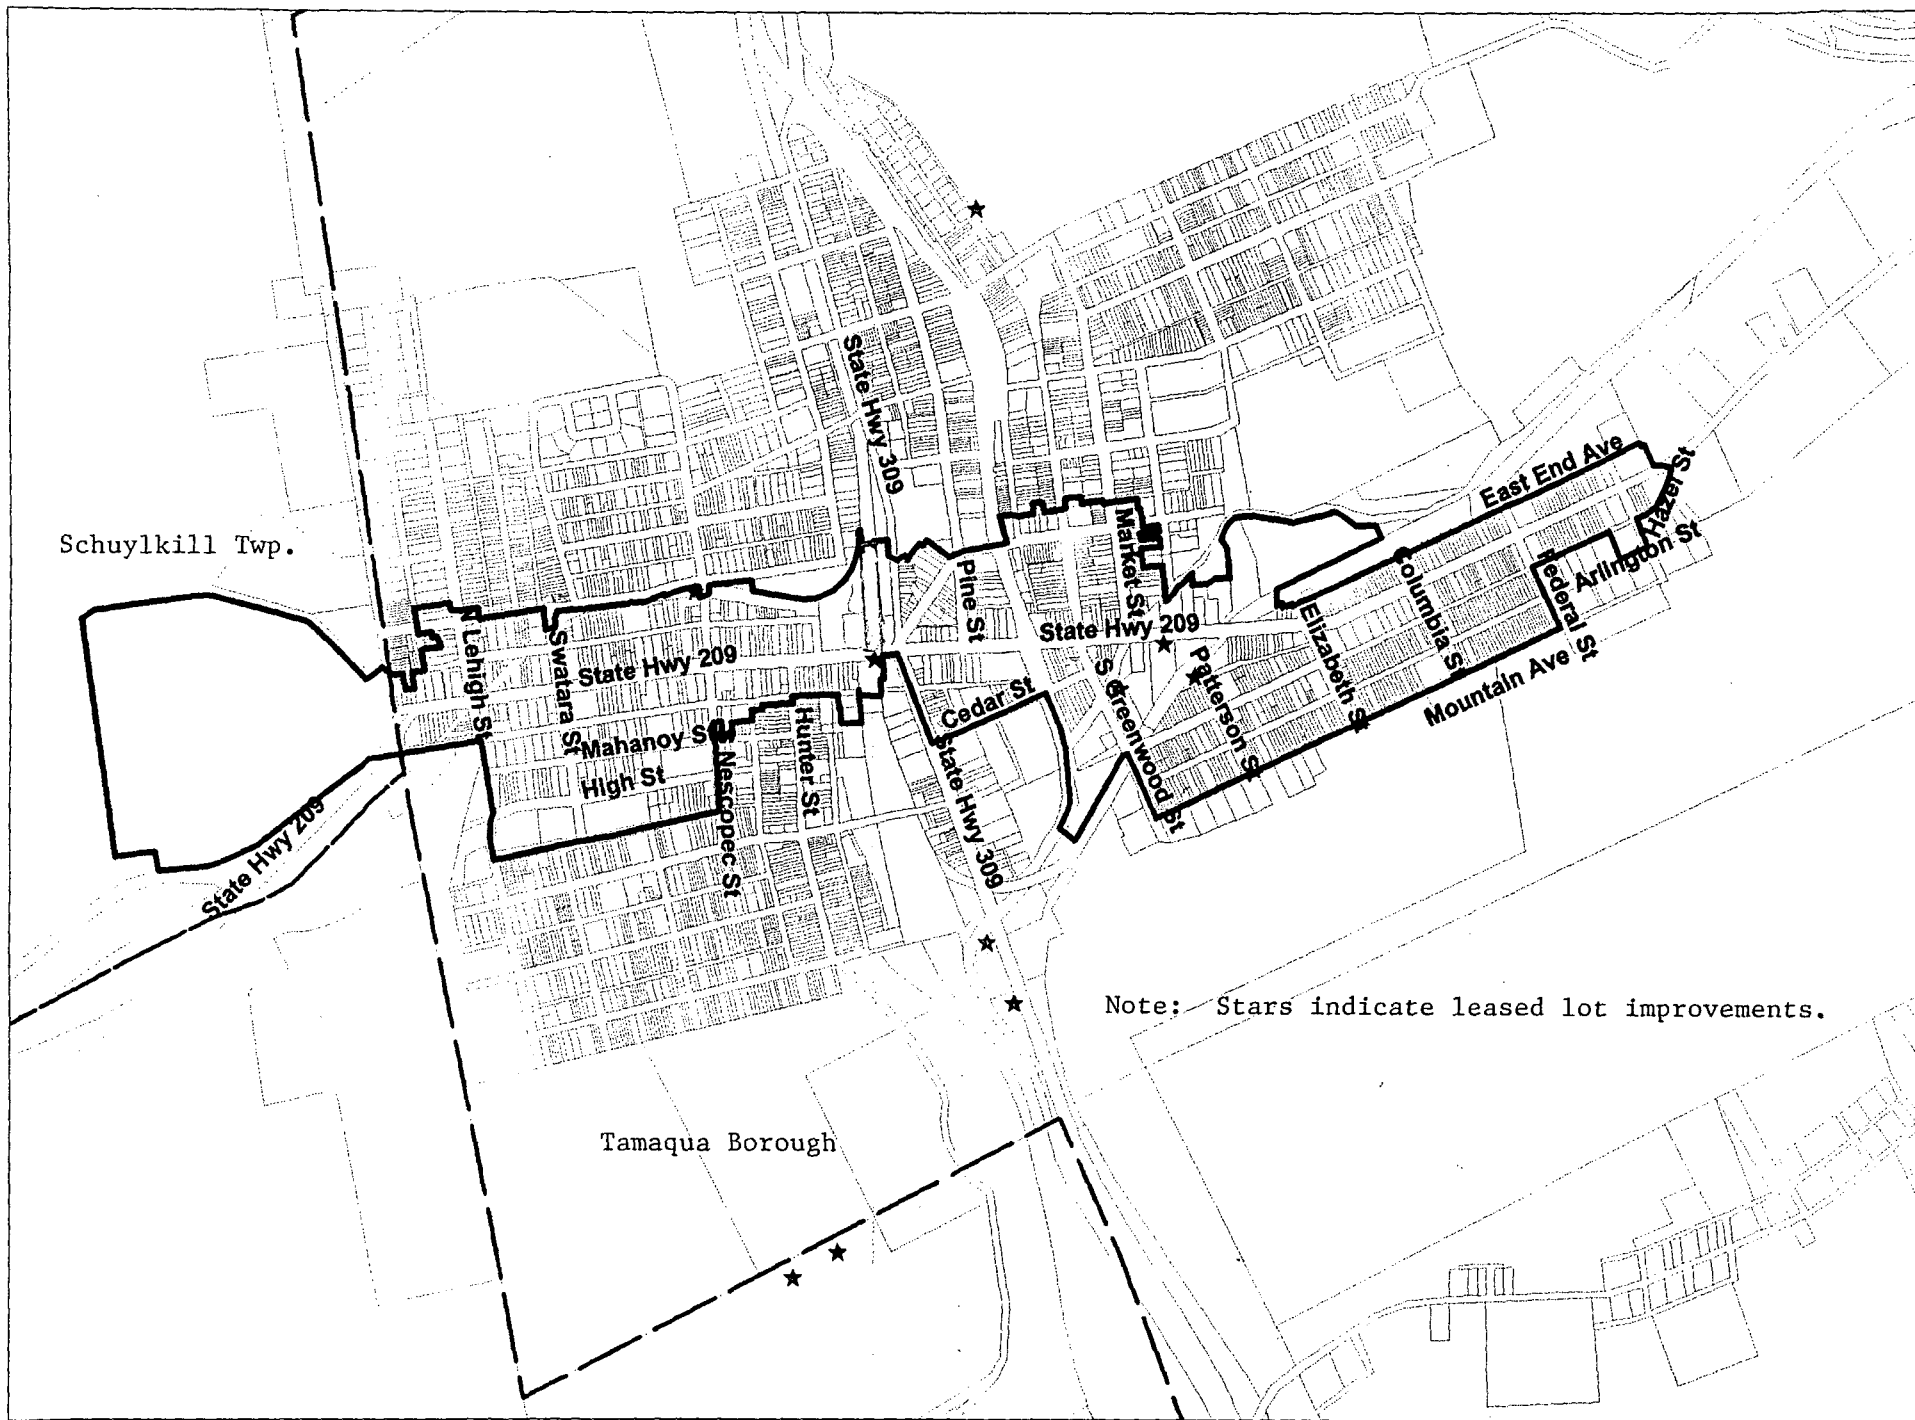 State Hwy 309
Schuylkill Twp.
East End Ave
Hazel St
Market St
Pine St
Columbia St
Federal St
Arlington St
N Lehigh St
Swatara St
State Hwy 209
State Hwy 209
Elizabeth St
Patterson St
S Greenwood St
Cedar St
Mountain Ave
Mahanoy St
Hunter St
High St
Nescopec St
State Hwy 309
State Hwy 209
Note: Stars indicate leased lot improvements.
Tamaqua Borough